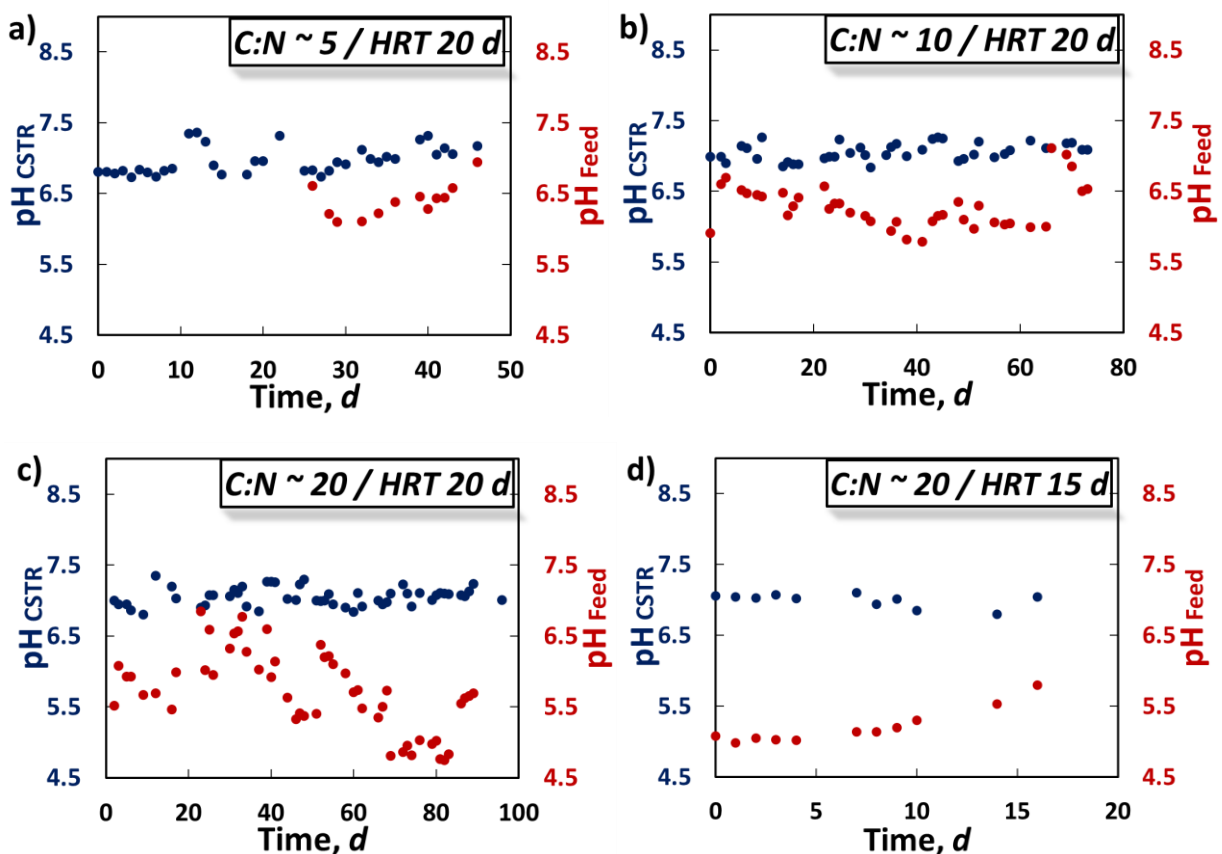 a)
C:N ~ 5 / HRT 20 d
8.5
7.5
6.5
5.5
4.5
pH CSTR
8.5
7.5
6.5
5.5
4.5
pH Feed
0 10 20 30 40 50
Time, d
b)
C:N ~ 10 / HRT 20 d
8.5
7.5
6.5
5.5
4.5
pH CSTR
8.5
7.5
6.5
5.5
4.5
pH Feed
0 20 40 60 80
Time, d
c)
C:N ~ 20 / HRT 20 d
8.5
7.5
6.5
5.5
4.5
pH CSTR
8.5
7.5
6.5
5.5
4.5
pH Feed
0 20 40 60 80 100
Time, d
d)
C:N ~ 20 / HRT 15 d
8.5
7.5
6.5
5.5
4.5
pH CSTR
8.5
7.5
6.5
5.5
4.5
pH Feed
0 5 10 15 20
Time, d